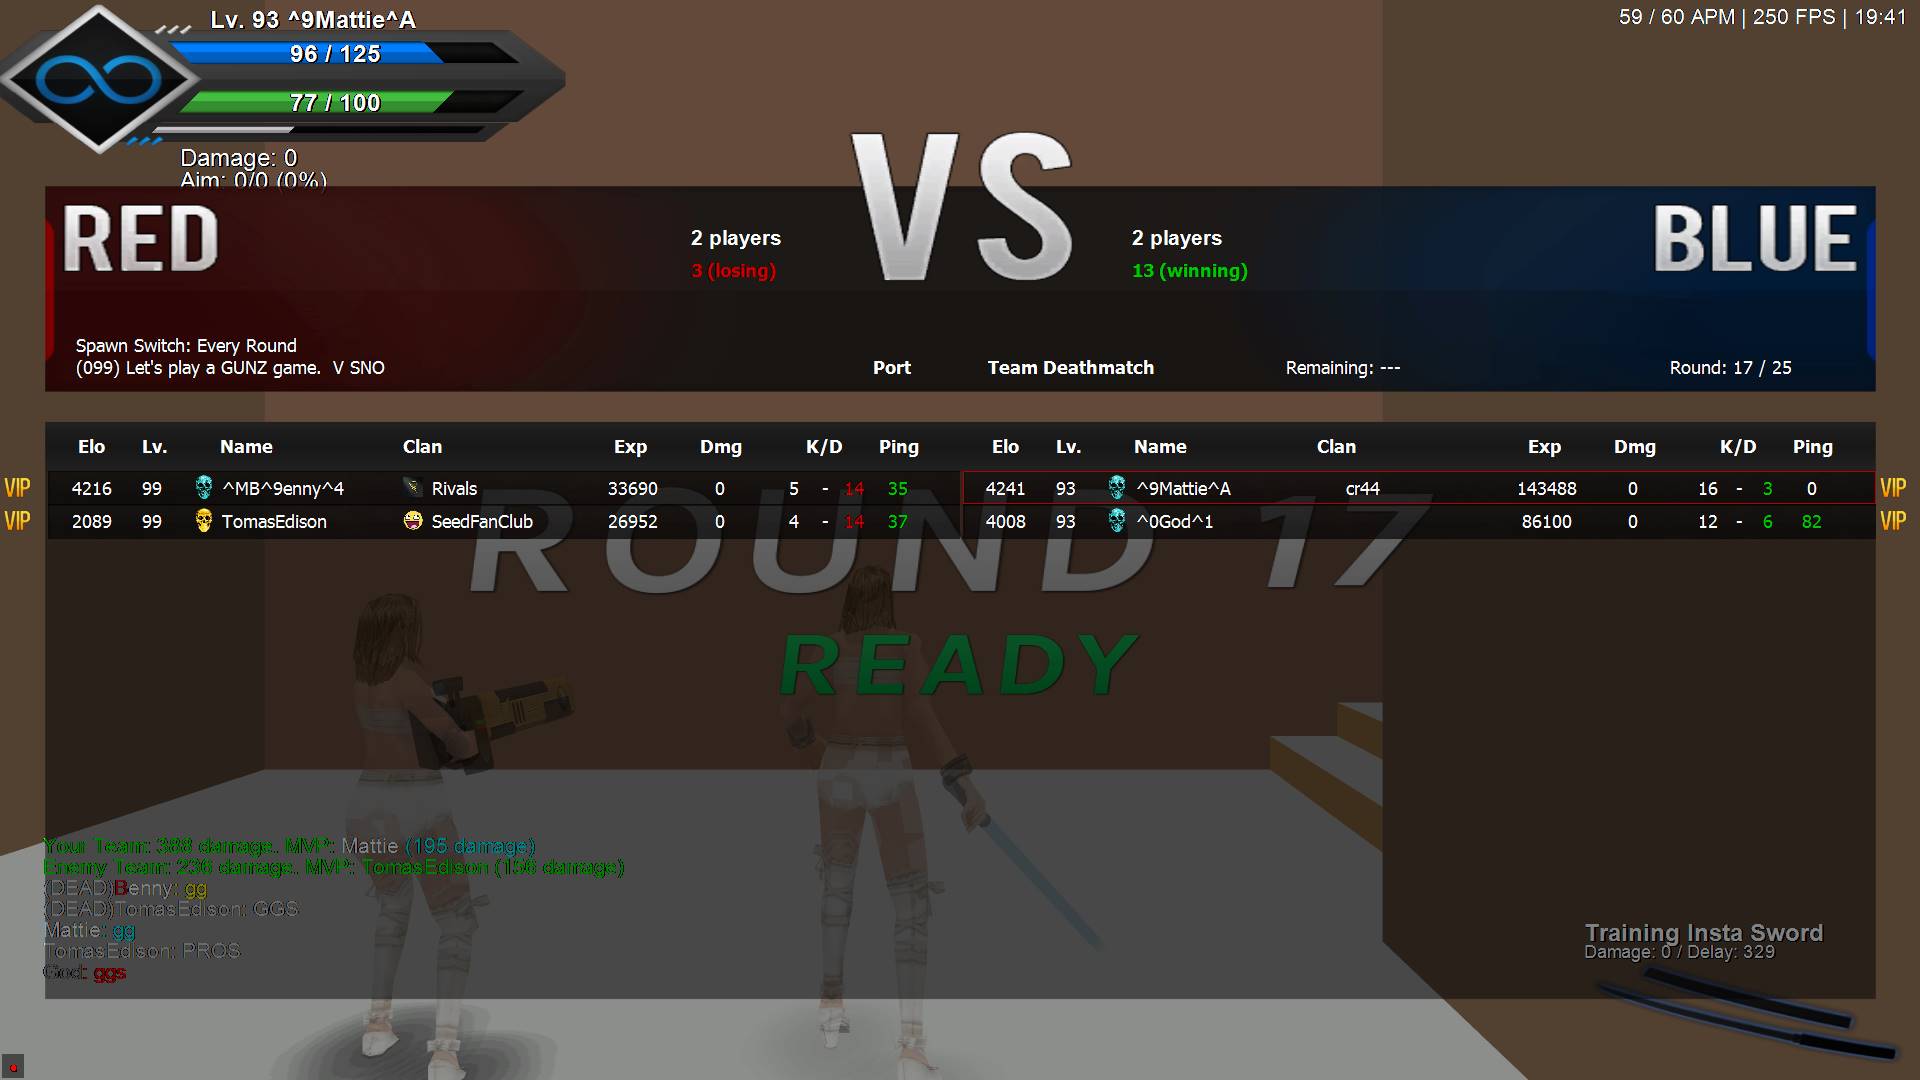 Lv. 93 ^9Mattie^A
59 / 60 APM | 250 FPS | 19:41
96 / 125
77 / 100
Damage: 0
Aim: 0/0 (0%)
RED
VS
BLUE
2 players
2 players
3 (losing)
13 (winning)
Spawn Switch: Every Round
(099) Let's play a GUNZ game.  V SNO
Port Team Deathmatch Remaining: --- Round: 17 / 25
Elo Lv. Name Clan Exp Dmg K/D Ping Elo Lv. Name Clan Exp Dmg K/D Ping
VIP 4216 99 ^MB^9enny^4 Rivals 33690 0 5 - 14 35 4241 93 ^9Mattie^A cr44 143488 0 16 - 3 0 VIP
VIP 2089 99 TomasEdison SeedFanClub 26952 0 4 - 14 37 4008 93 ^0God^1 86100 0 12 - 6 82 VIP
ROUND 17
READY
Your Team: 388 damage. MVP: Mattie (195 damage)
Enemy Team: 236 damage. MVP: TomasEdison (156 damage)
(DEAD)Benny: gg
(DEAD)TomasEdison: GGS
Mattie: gg
TomasEdison: PROS
God: ggs
Training Insta Sword
Damage: 0 / Delay: 329